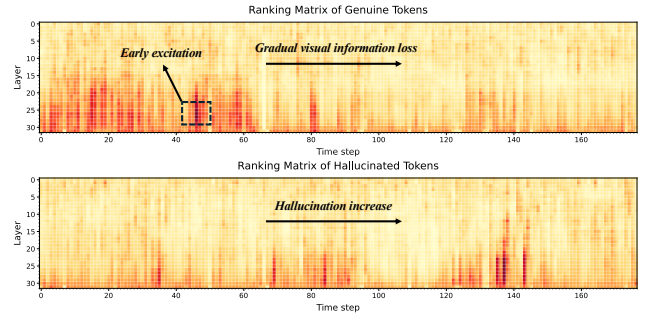 Ranking Matrix of Genuine Tokens
Early excitation
Gradual visual information loss
Layer
0
5
10
15
20
25
30
0 20 40 60 80 100 120 140 160
Time step
Ranking Matrix of Hallucinated Tokens
Hallucination increase
Layer
0
5
10
15
20
25
30
0 20 40 60 80 100 120 140 160
Time step